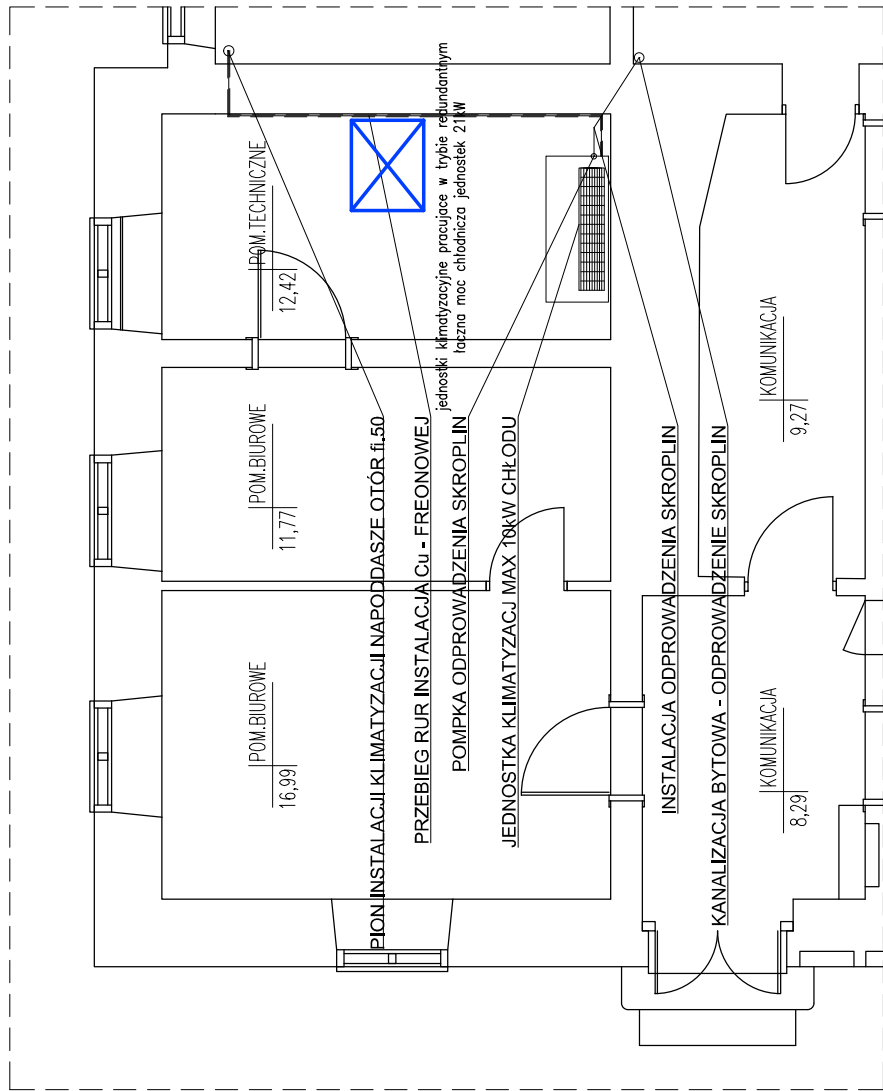 POM.TECHNICZNE
12,42
POM.BIUROWE
11,77
POM.BIUROWE
16,99
PION INSTALACJI KLIMATYZACJI NAPODDASZE OTÓR fi.50
PRZEBIEG RUR INSTALACJA Cu - FREONOWEJ
jednostki klimatyzacyjne pracujące w trybie redundantnym
łaczna moc chłodnicza jednostek 21kW
POMPKA ODPROWADZENIA SKROPLIN
JEDNOSTKA KLIMATYZACJ MAX 10kW CHŁODU
INSTALACJA ODPROWADZENIA SKROPLIN
KANALIZACJA BYTOWA - ODPROWADZENIE SKROPLIN
KOMUNIKACJA
9,27
KOMUNIKACJA
8,29